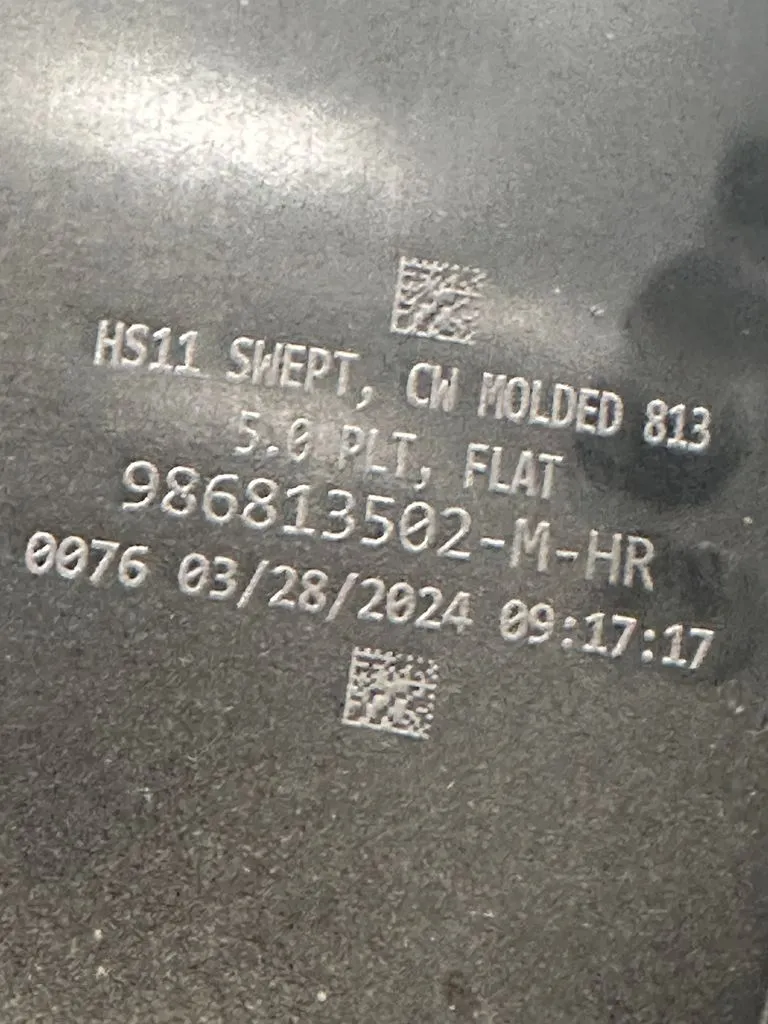 HS11 SWEPT, CW MOLDED 813
5.0 PLT, FLAT
986813502-M-HR
0076 03/28/2024 09:17:17